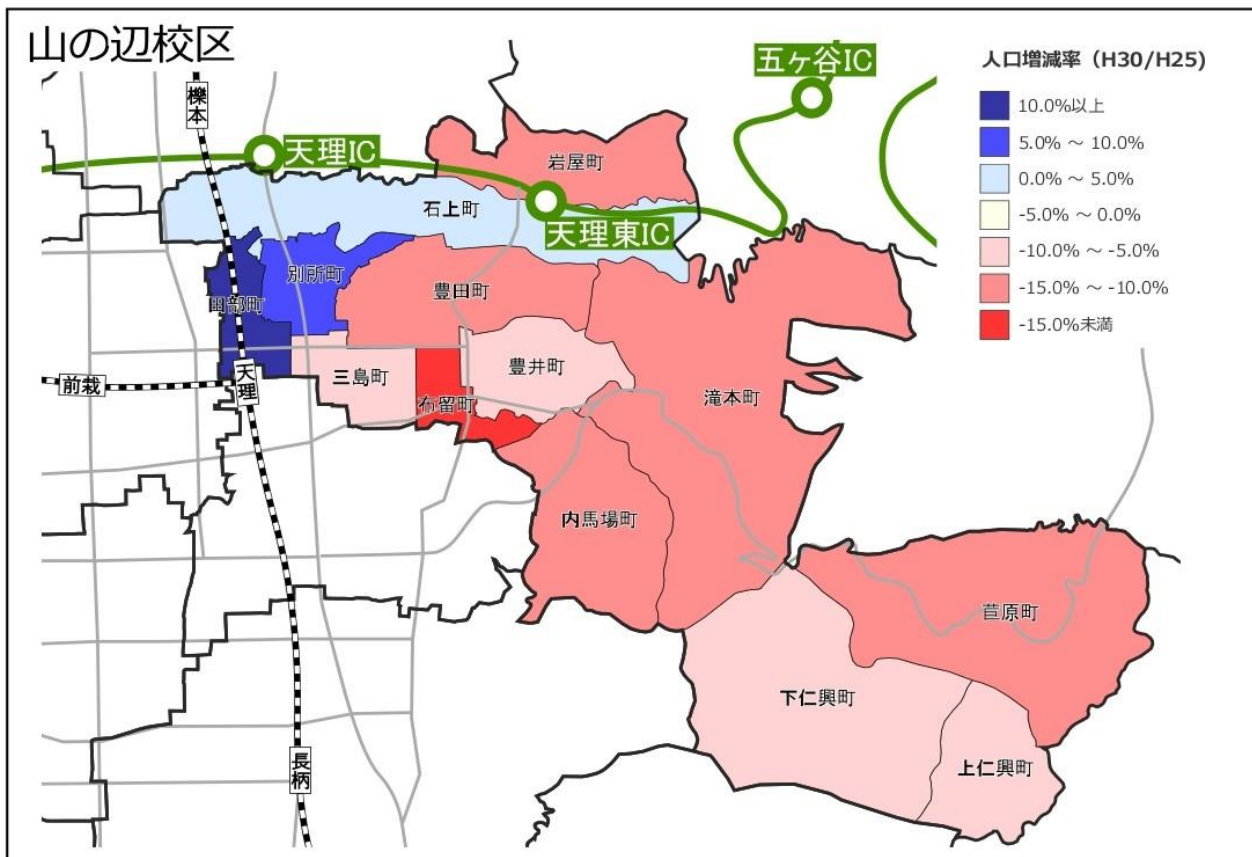 山の辺校区
人口増減率（H30/H25)
10.0%以上
5.0% ～ 10.0%
0.0% ～ 5.0%
-5.0% ～ 0.0%
-10.0% ～ -5.0%
-15.0% ～ -10.0%
-15.0%未満
五ヶ谷IC
櫟本
天理IC
岩屋町
石上町
天理東IC
別所町
田部町
豊田町
前栽
天理
三島町
布留町
豊井町
滝本町
内馬場町
苣原町
下仁興町
上仁興町
長柄